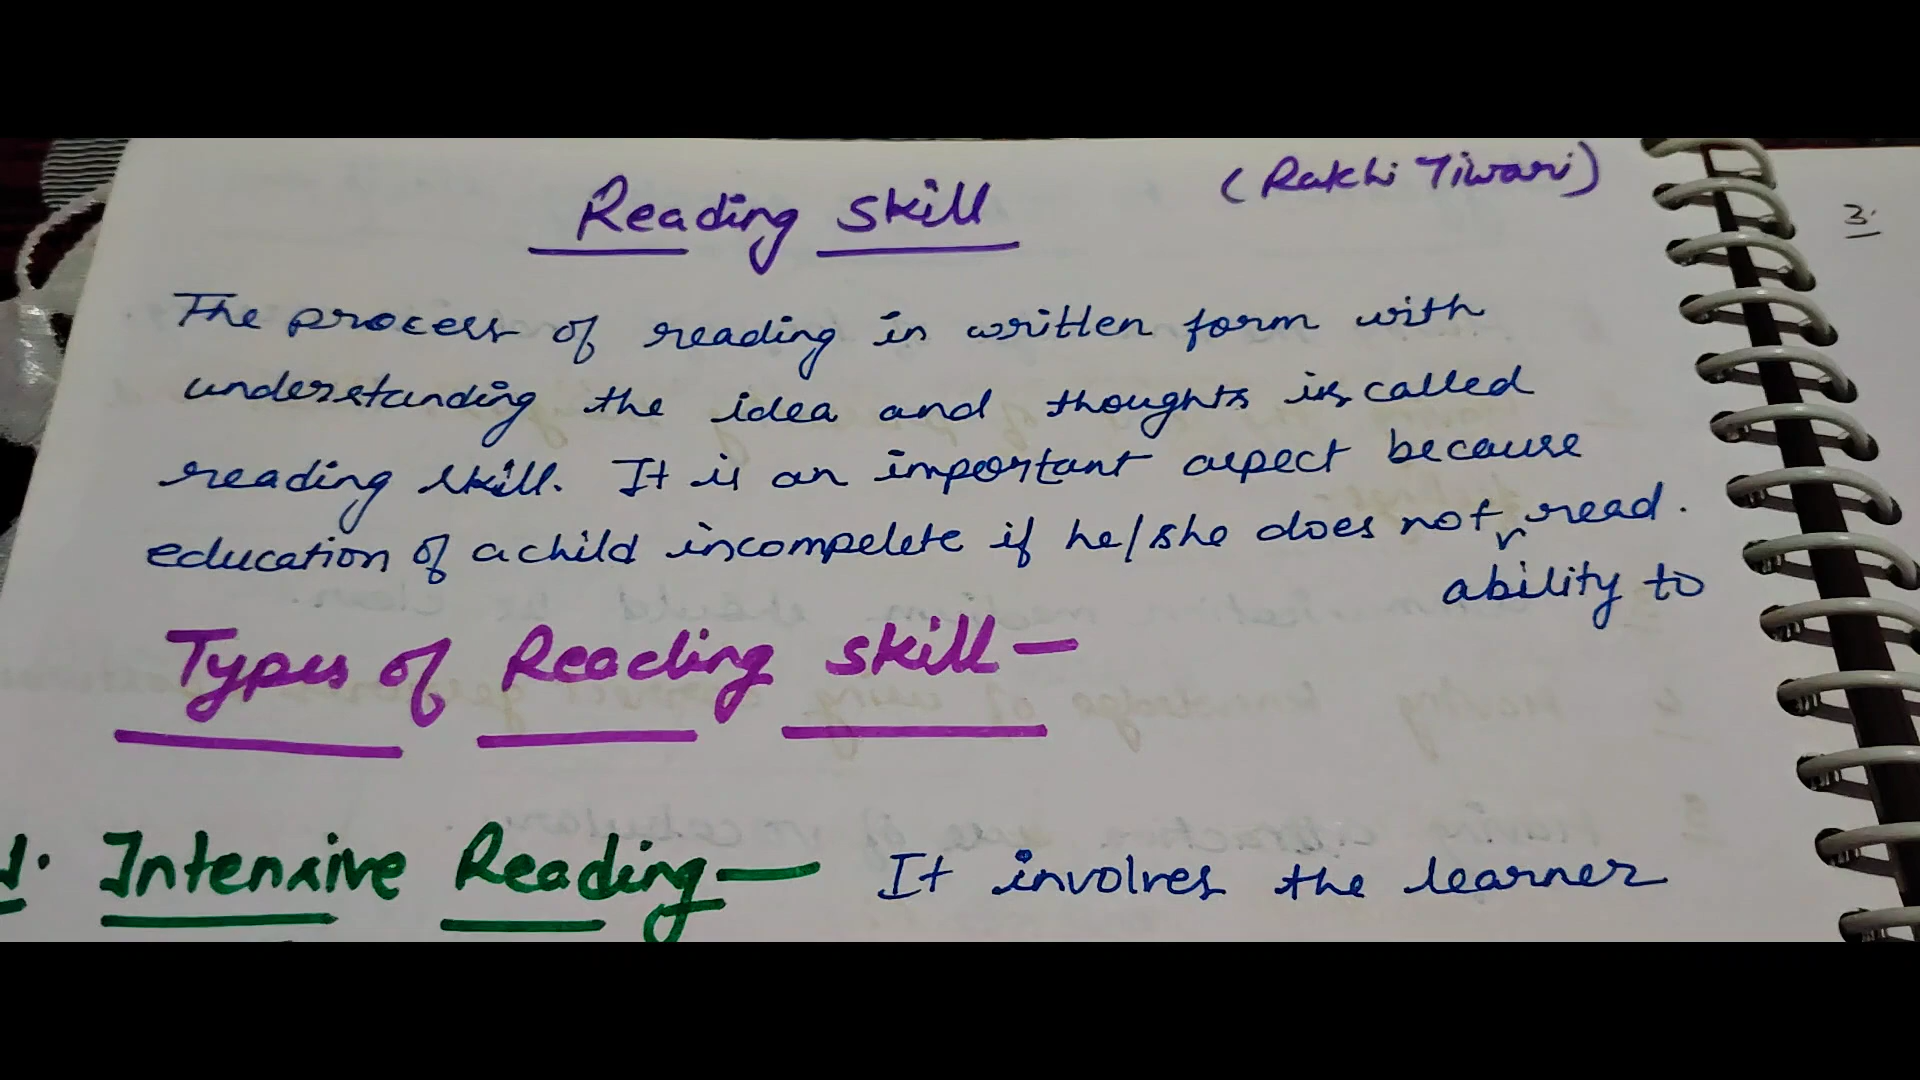 Reading Skill
(Rakhi Tiwari)
The process of reading in written form with
understanding the idea and thoughts is called
reading skill. It is an important aspect because
education of a child incompelete if he/she does not read.
ability to
Types of Reading skill-
1. Intensive Reading- It involves the learner
3.